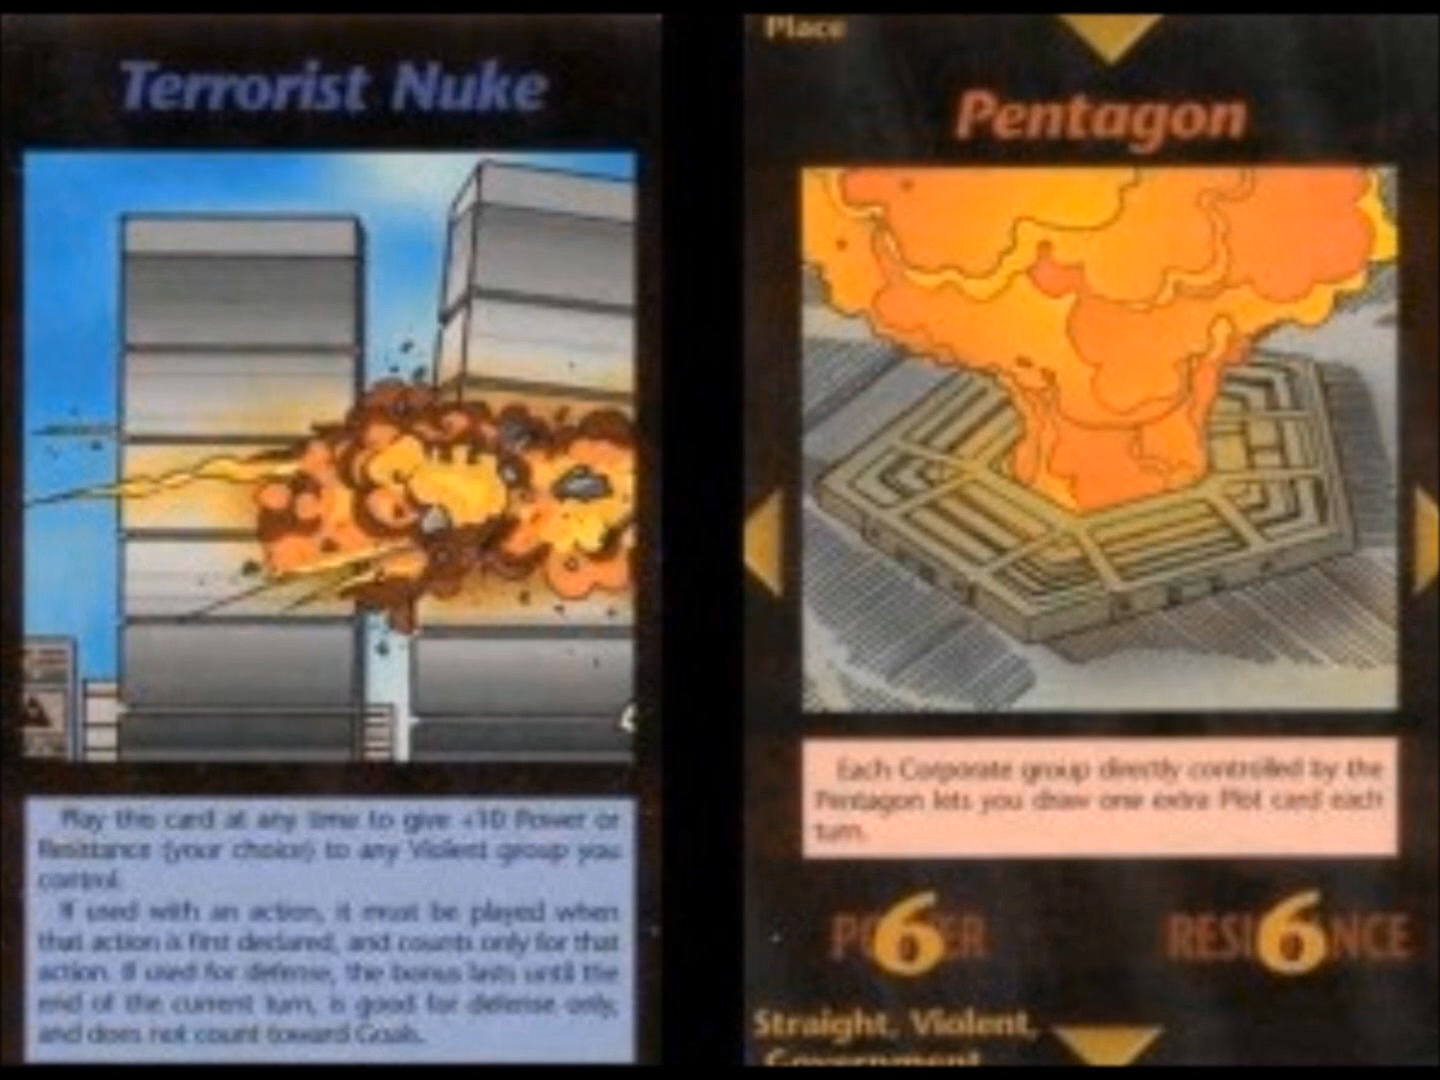 Terrorist Nuke
Play this card at any time to give +10 Power or
Resistance (your choice) to any Violent group you
control.
If used with an action, it must be played when
that action is first declared, and counts only for that
action. If used for defense, the bonus lasts until the
end of the current turn, is good for defense only,
and does not count toward Goals.
Place
Pentagon
Each Corporate group directly controlled by the
Pentagon lets you draw one extra Plot card each
turn.
POWER 6
RESISTANCE 6
Straight, Violent,
Government